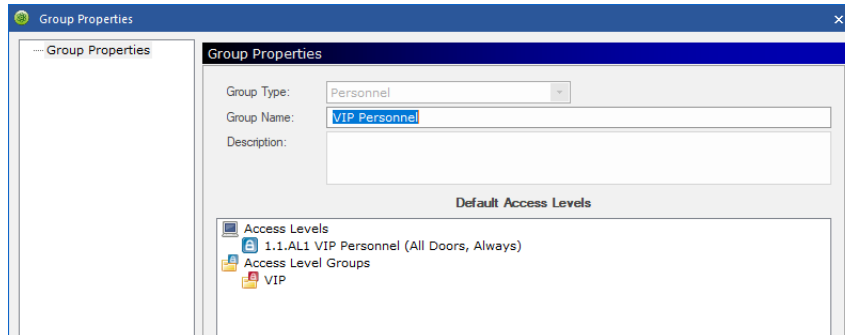 Group Properties
Group Properties
Group Properties
Group Type: Personnel
Group Name: VIP Personnel
Description:
Default Access Levels
Access Levels
1.1.AL1 VIP Personnel (All Doors, Always)
Access Level Groups
VIP